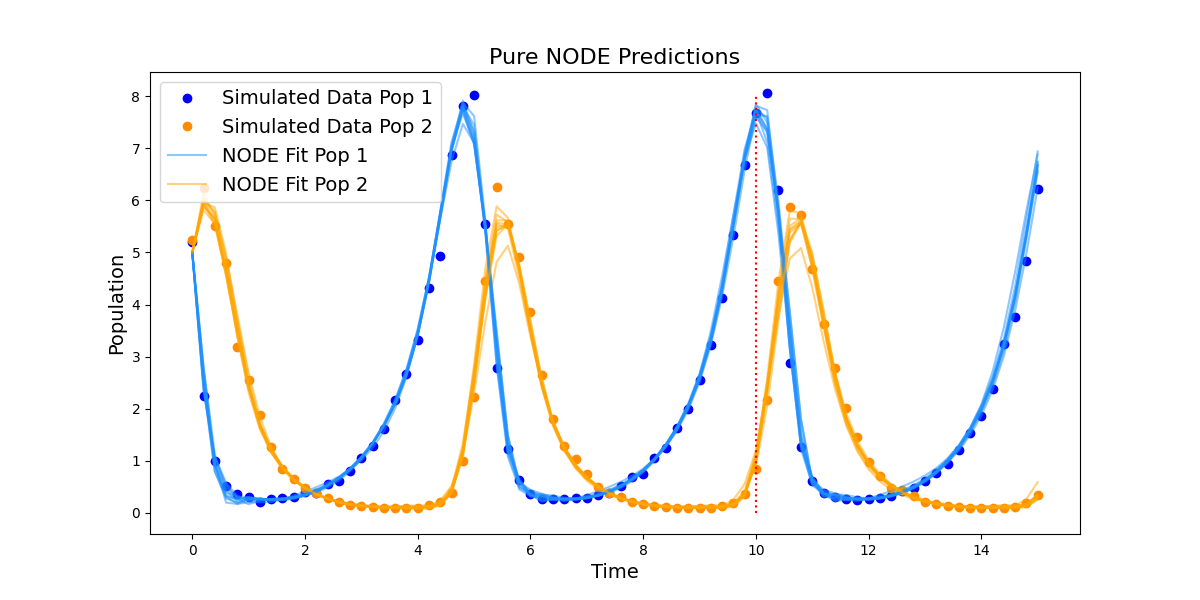 Pure NODE Predictions
Simulated Data Pop 1
Simulated Data Pop 2
NODE Fit Pop 1
NODE Fit Pop 2
8
7
6
5
4
3
2
1
0
Population
0 2 4 6 8 10 12 14
Time